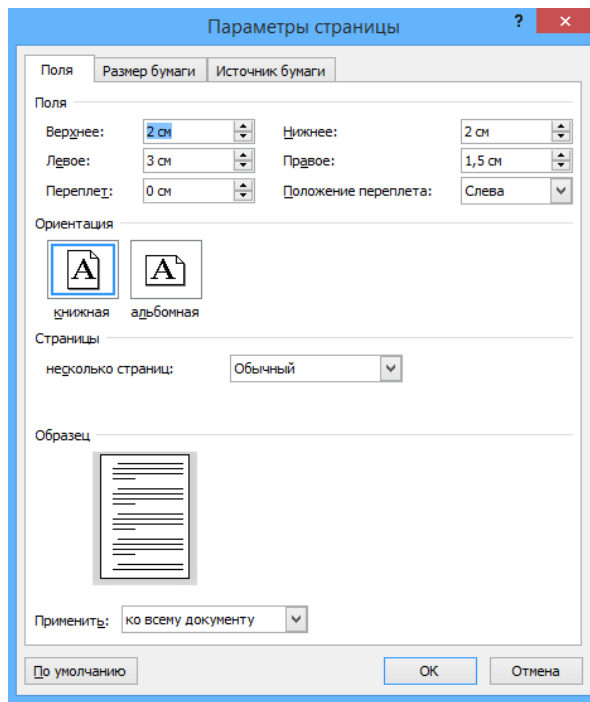 Параметры страницы ?
Поля Размер бумаги Источник бумаги
Поля
Верхнее: 2 см Нижнее: 2 см
Левое: 3 см Правое: 1,5 см
Переплет: 0 см Положение переплета: Слева
Ориентация
A A
книжная альбомная
Страницы
несколько страниц: Обычный
Образец
Применить: ко всему документу
По умолчанию ОК Отмена